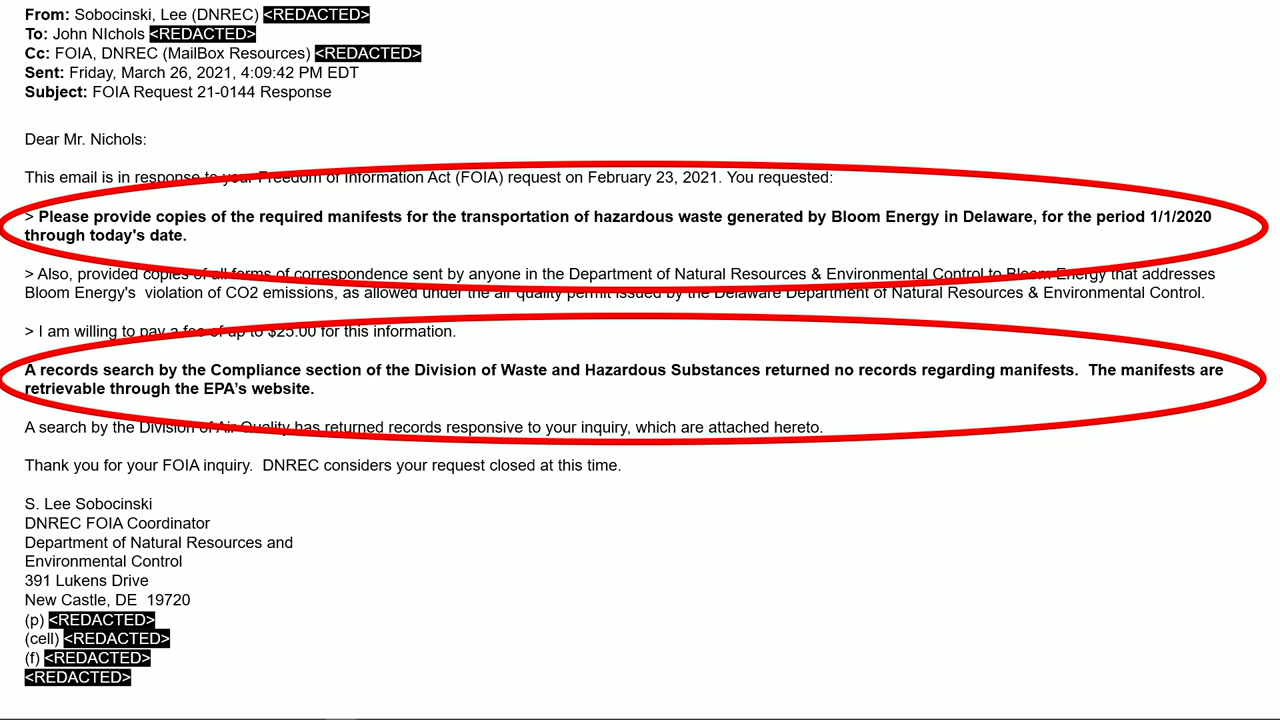 From: Sobocinski, Lee (DNREC) <REDACTED>
To: John NIchols <REDACTED>
Cc: FOIA, DNREC (MailBox Resources) <REDACTED>
Sent: Friday, March 26, 2021, 4:09:42 PM EDT
Subject: FOIA Request 21-0144 Response
Dear Mr. Nichols:
This email is in response to your Freedom of Information Act (FOIA) request on February 23, 2021. You requested:
> Please provide copies of the required manifests for the transportation of hazardous waste generated by Bloom Energy in Delaware, for the period 1/1/2020
through today's date.
> Also, provided copies of all forms of correspondence sent by anyone in the Department of Natural Resources & Environmental Control to Bloom Energy that addresses
Bloom Energy's  violation of CO2 emissions, as allowed under the air quality permit issued by the Delaware Department of Natural Resources & Environmental Control.
> I am willing to pay a fee of up to $25.00 for this information.
A records search by the Compliance section of the Division of Waste and Hazardous Substances returned no records regarding manifests.  The manifests are
retrievable through the EPA’s website.
A search by the Division of Air Quality has returned records responsive to your inquiry, which are attached hereto.
Thank you for your FOIA inquiry.  DNREC considers your request closed at this time.
S. Lee Sobocinski
DNREC FOIA Coordinator
Department of Natural Resources and
Environmental Control
391 Lukens Drive
New Castle, DE  19720
(p) <REDACTED>
(cell) <REDACTED>
(f) <REDACTED>
<REDACTED>